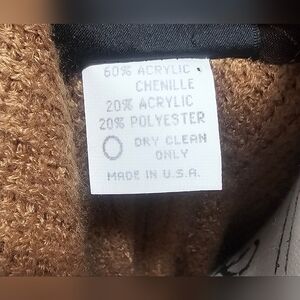 60% ACRYLIC
CHENILLE
20% ACRYLIC
20% POLYESTER
DRY CLEAN
ONLY
MADE IN U.S.A.